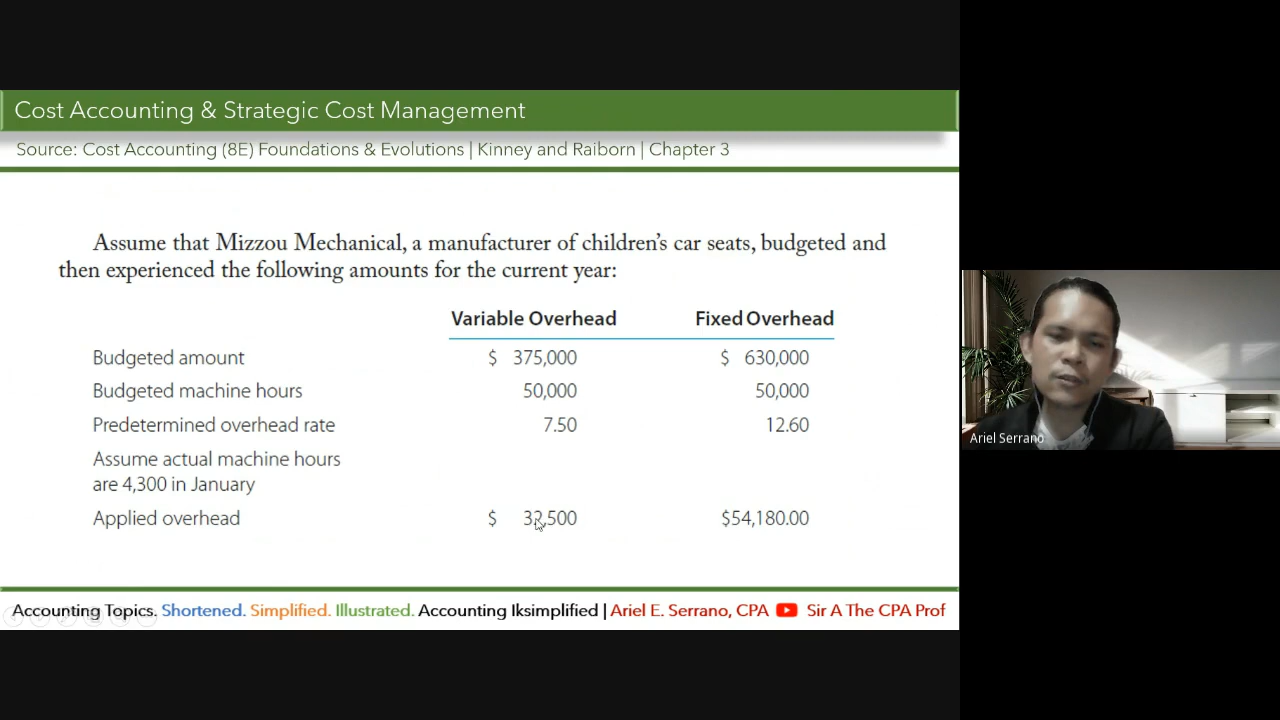 Cost Accounting & Strategic Cost Management
Source: Cost Accounting (8E) Foundations & Evolutions | Kinney and Raiborn | Chapter 3
Assume that Mizzou Mechanical, a manufacturer of children's car seats, budgeted and
then experienced the following amounts for the current year:
Variable Overhead Fixed Overhead
Budgeted amount $ 375,000 $ 630,000
Budgeted machine hours 50,000 50,000
Predetermined overhead rate 7.50 12.60
Assume actual machine hours
are 4,300 in January
Applied overhead $ $54,180.00
Ariel Serrano
Accounting Topics. Shortened. Simplified. Illustrated. Accounting Iksimplified | Ariel E. Serrano, CPA Sir A The CPA Prof